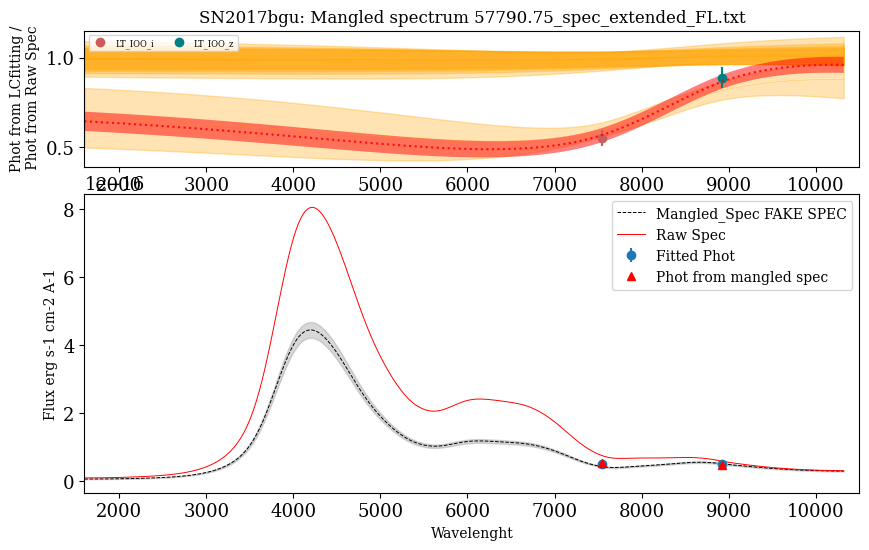 SN2017bgu: Mangled spectrum 57790.75_spec_extended_FL.txt
Phot from LCfitting /
Phot from Raw Spec
LT_IOO_i LT_IOO_z
1.0
0.5
2000 3000 4000 5000 6000 7000 8000 9000 10000
1e−16
Mangled_Spec FAKE SPEC
Raw Spec
Fitted Phot
Phot from mangled spec
Flux erg s-1 cm-2 A-1
8
6
4
2
0
2000 3000 4000 5000 6000 7000 8000 9000 10000
Wavelenght